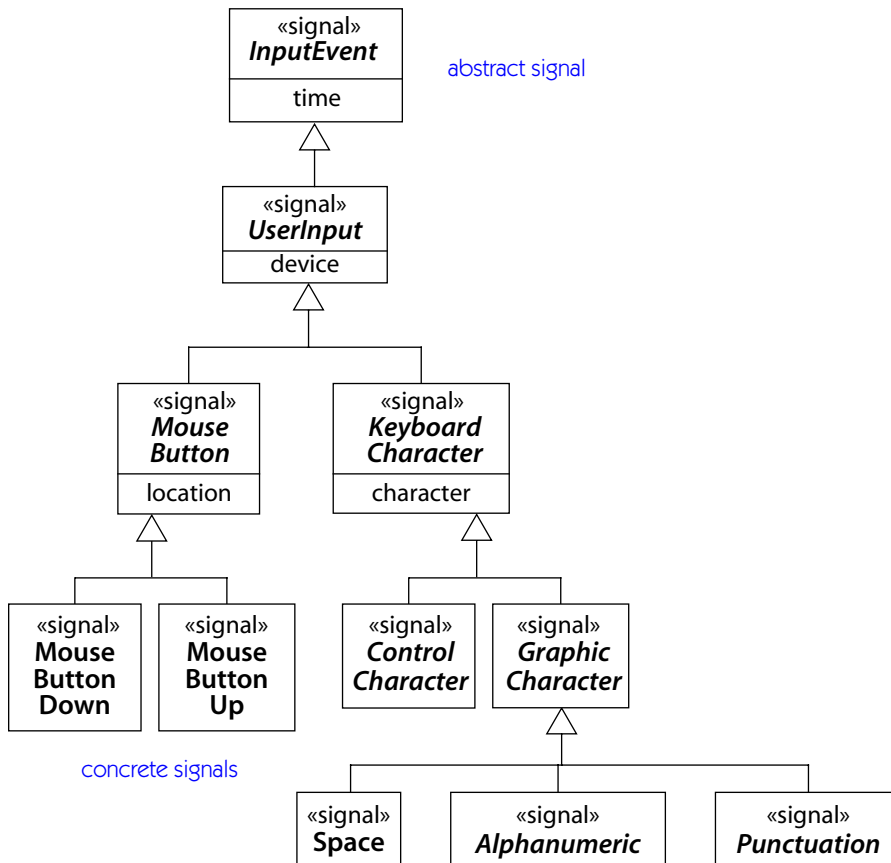 «signal»
InputEvent
abstract signal
time
«signal»
UserInput
device
«signal»
Mouse
Button
location
«signal»
Keyboard
Character
character
«signal»
Mouse
Button
Down
«signal»
Mouse
Button
Up
«signal»
Control
Character
«signal»
Graphic
Character
concrete signals
«signal»
Space
«signal»
Alphanumeric
«signal»
Punctuation